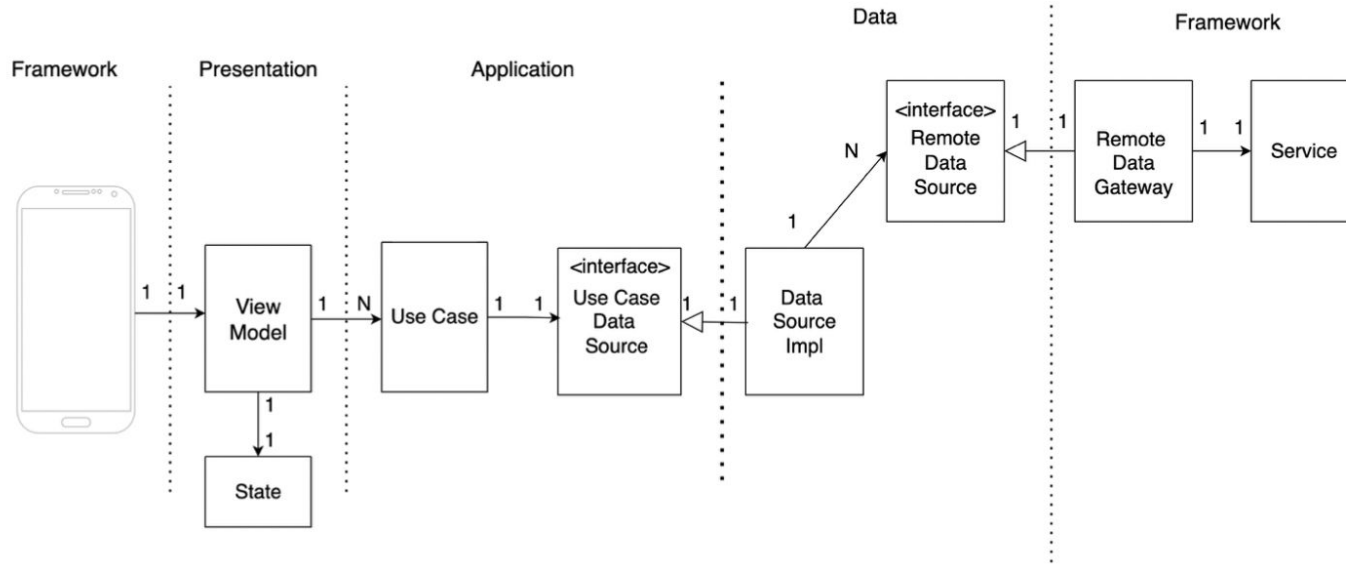 Data
Framework
Framework
Presentation
Application
<interface>
Remote
Data
Source
1
1
Remote
Data
Gateway
1
1
Service
N
1
1
1
View
Model
1
N
Use Case
1
1
<interface>
Use Case
Data
Source
1
1
Data
Source
Impl
1
1
State